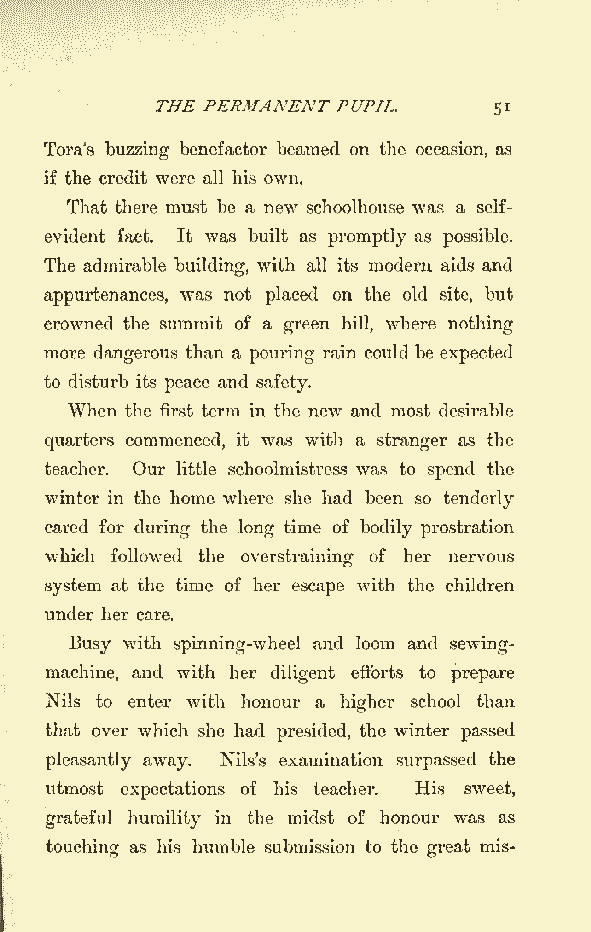 THE PERMANENT PUPIL. 51
Tora's buzzing benefactor beamed on the occasion, as
if the credit were all his own.
That there must be a new schoolhouse was a self-
evident fact. It was built as promptly as possible.
The admirable building, with all its modern aids and
appurtenances, was not placed on the old site, but
crowned the summit of a green hill, where nothing
more dangerous than a pouring rain could be expected
to disturb its peace and safety.
When the first term in the new and most desirable
quarters commenced, it was with a stranger as the
teacher. Our little schoolmistress was to spend the
winter in the home where she had been so tenderly
cared for during the long time of bodily prostration
which followed the overstraining of her nervous
system at the time of her escape with the children
under her care.
Busy with spinning-wheel and loom and sewing-
machine, and with her diligent efforts to prepare
Nils to enter with honour a higher school than
that over which she had presided, the winter passed
pleasantly away. Nils's examination surpassed the
utmost expectations of his teacher. His sweet,
grateful humility in the midst of honour was as
touching as his humble submission to the great mis-